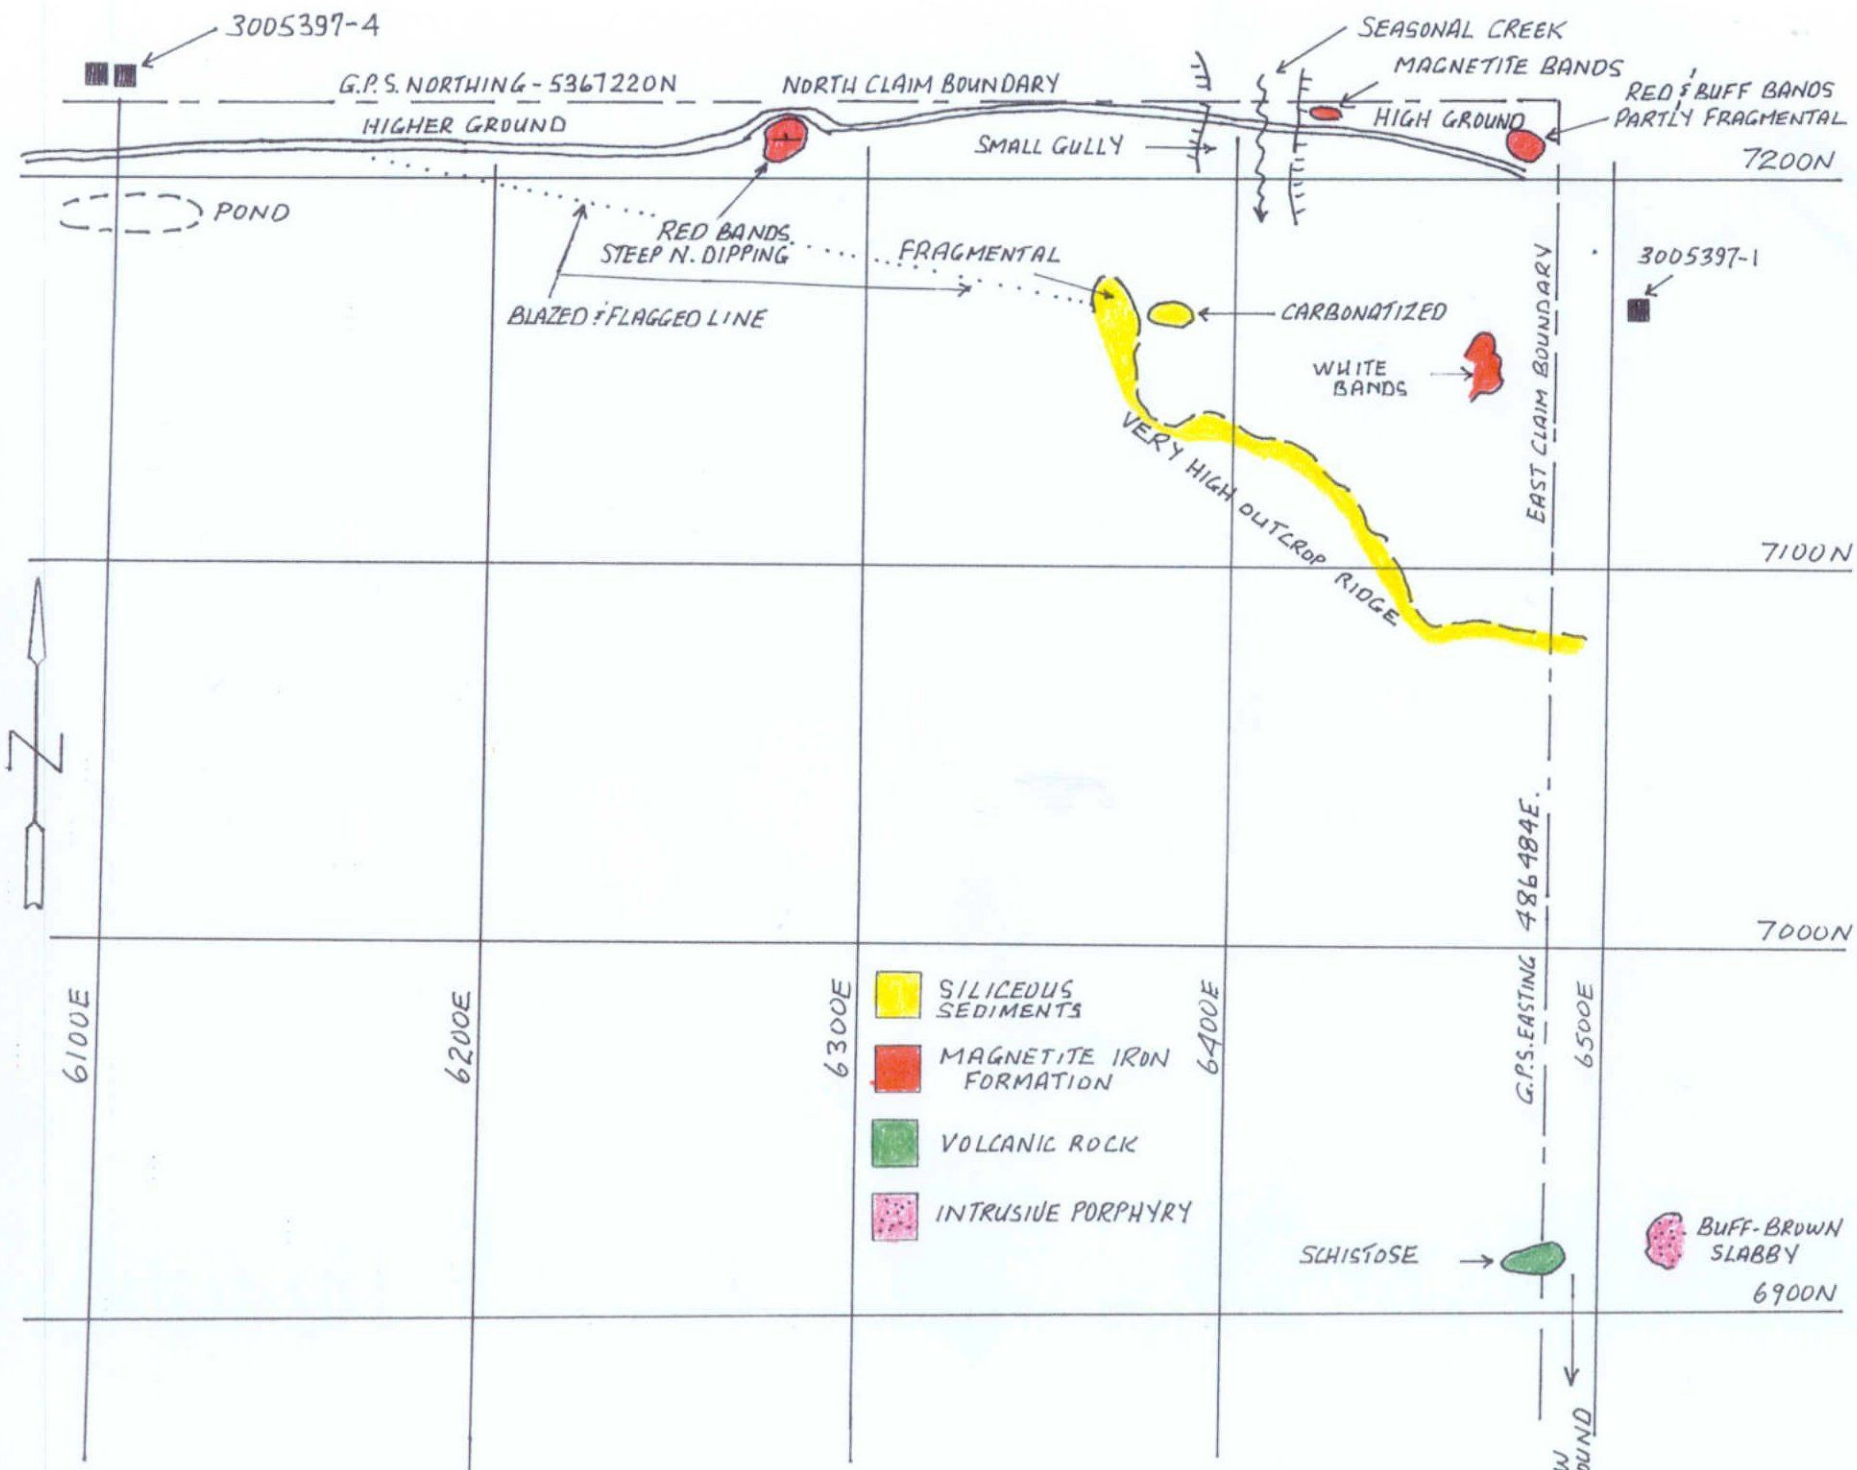 3005397-4
SEASONAL CREEK
MAGNETITE BANDS
G.P.S. NORTHING - 5367220N
NORTH CLAIM BOUNDARY
RED & BUFF BANDS
PARTLY FRAGMENTAL
HIGHER GROUND
HIGH GROUND
SMALL GULLY
7200N
POND
RED BANDS
STEEP N. DIPPING
FRAGMENTAL
3005397-1
BLAZED & FLAGGED LINE
CARBONATIZED
WHITE
BANDS
EAST CLAIM BOUNDARY
VERY HIGH OUTCROP RIDGE
7100N
N
7000N
G.P.S. EASTING 486484E.
6100E
6200E
6300E
6400E
6500E
SILICEOUS
SEDIMENTS
MAGNETITE IRON
FORMATION
VOLCANIC ROCK
INTRUSIVE PORPHYRY
SCHISTOSE
BUFF-BROWN
SLABBY
6900N